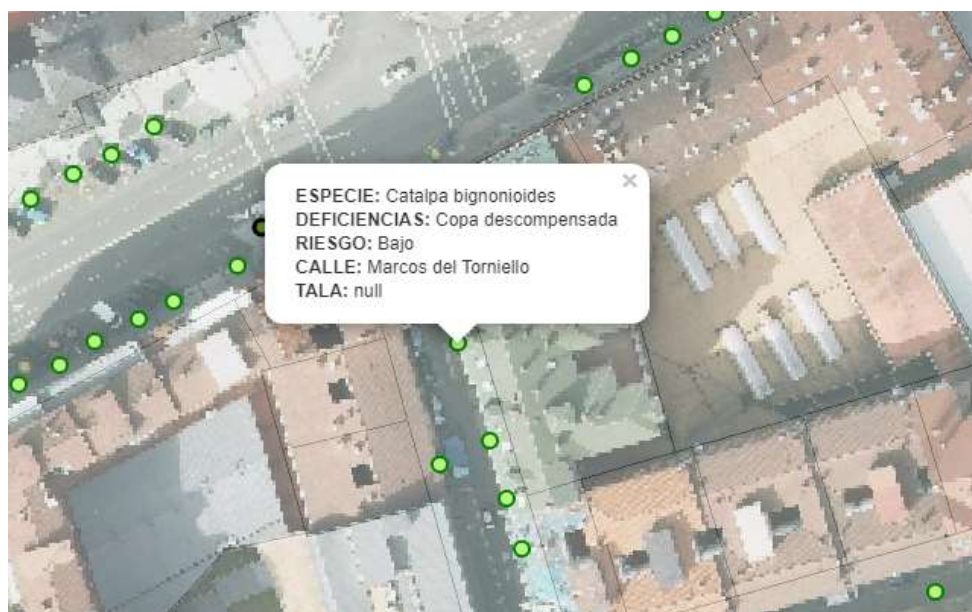 ESPECIE: Catalpa bignonioides
DEFICIENCIAS: Copa descompensada
RIESGO: Bajo
CALLE: Marcos del Torniello
TALA: null